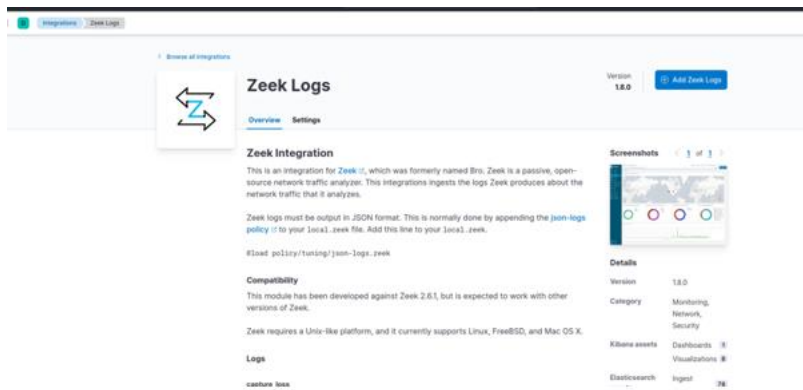 D Integrations Zeek Logs
Browse all integrations
Z
Zeek Logs
Version
1.8.0
Add Zeek Logs
Overview Settings
Zeek Integration
This is an integration for Zeek, which was formerly named Bro. Zeek is a passive, open-
source network traffic analyzer. This integrations ingests the logs Zeek produces about the
network traffic that it analyzes.
Zeek logs must be output in JSON format. This is normally done by appending the json-logs
policy to your local.zeek file. Add this line to your local.zeek.
@load policy/tuning/json-logs.zeek
Compatibility
This module has been developed against Zeek 2.6.1, but is expected to work with other
versions of Zeek.
Zeek requires a Unix-like platform, and it currently supports Linux, FreeBSD, and Mac OS X.
Logs
capture_loss
Screenshots 1 of 1
Details
Version 1.8.0
Category Monitoring,
Network,
Security
Kibana assets Dashboards 1
Visualizations 8
Elasticsearch Ingest 76